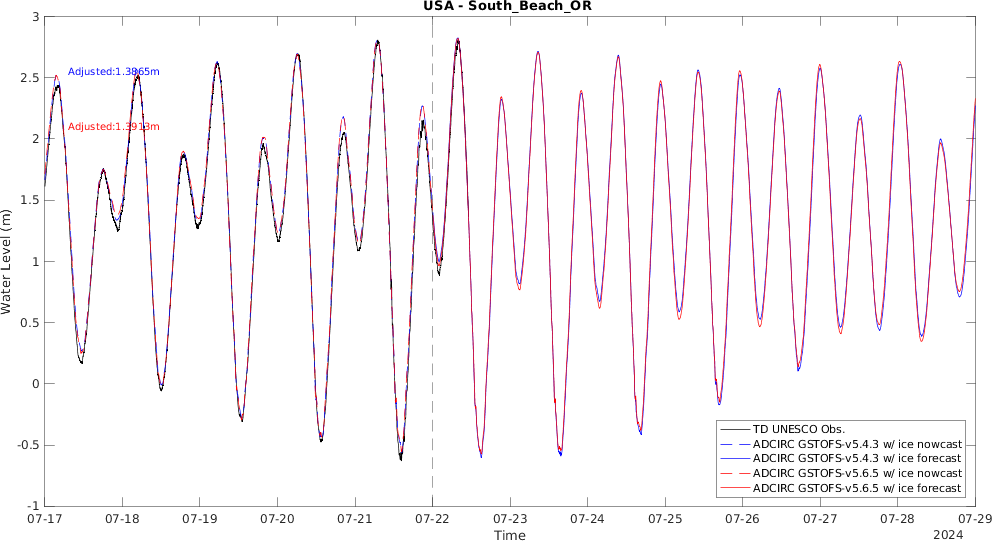 USA - South_Beach_OR
Water Level (m)
3
2.5
2
1.5
1
0.5
0
-0.5
-1
Adjusted:1.3865m
Adjusted:1.3913m
TD UNESCO Obs.
ADCIRC GSTOFS-v5.4.3 w/ ice nowcast
ADCIRC GSTOFS-v5.4.3 w/ ice forecast
ADCIRC GSTOFS-v5.6.5 w/ ice nowcast
ADCIRC GSTOFS-v5.6.5 w/ ice forecast
07-17 07-18 07-19 07-20 07-21 07-22 07-23 07-24 07-25 07-26 07-27 07-28 07-29
Time
2024